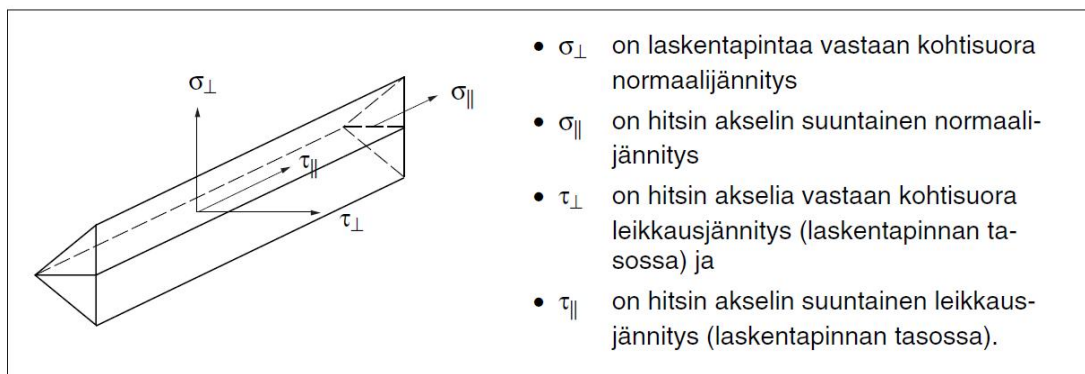 σ⊥
σ∥
τ∥
τ⊥
• σ⊥ on laskentapintaa vastaan kohtisuora
normaalijännitys
• σ∥ on hitsin akselin suuntainen normaali-
jännitys
• τ⊥ on hitsin akselia vastaan kohtisuora
leikkausjännitys (laskentapinnan ta-
sossa) ja
• τ∥ on hitsin akselin suuntainen leikkaus-
jännitys (laskentapinnan tasossa).